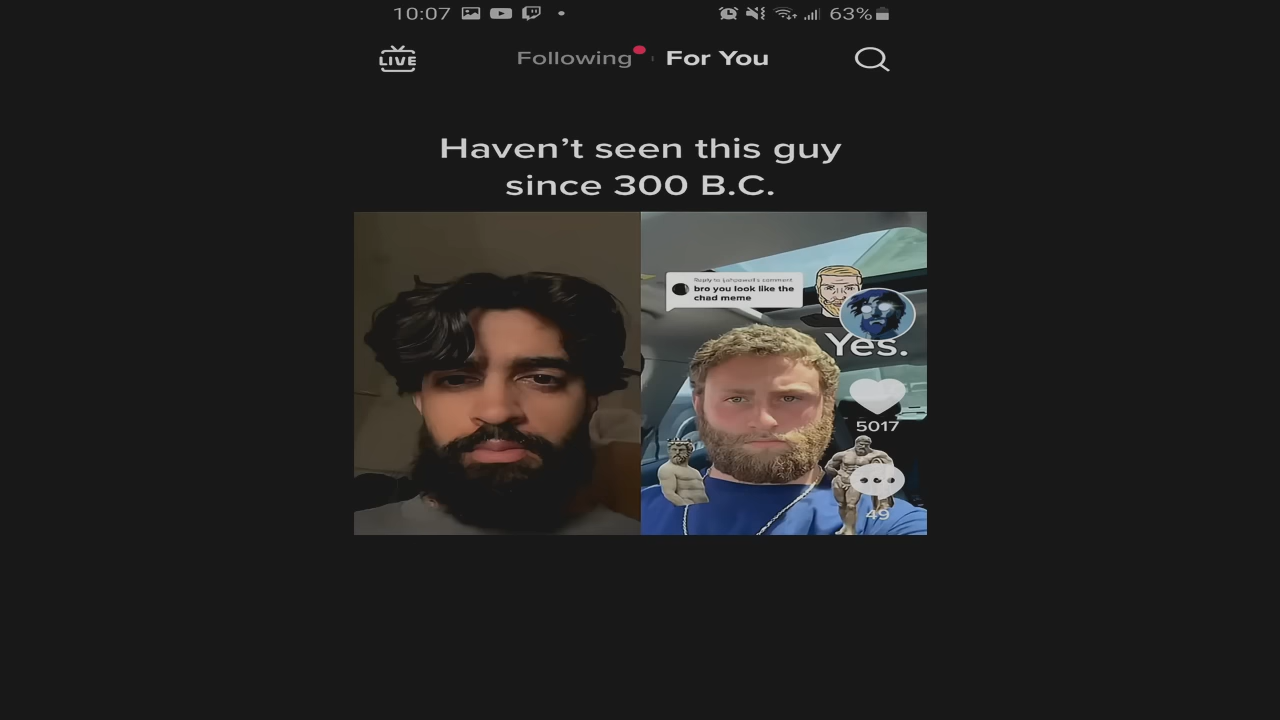 10:07
63%
LIVE
Following
For You
Haven't seen this guy
since 300 B.C.
bro you look like the
chad meme
Yes.
5017
49